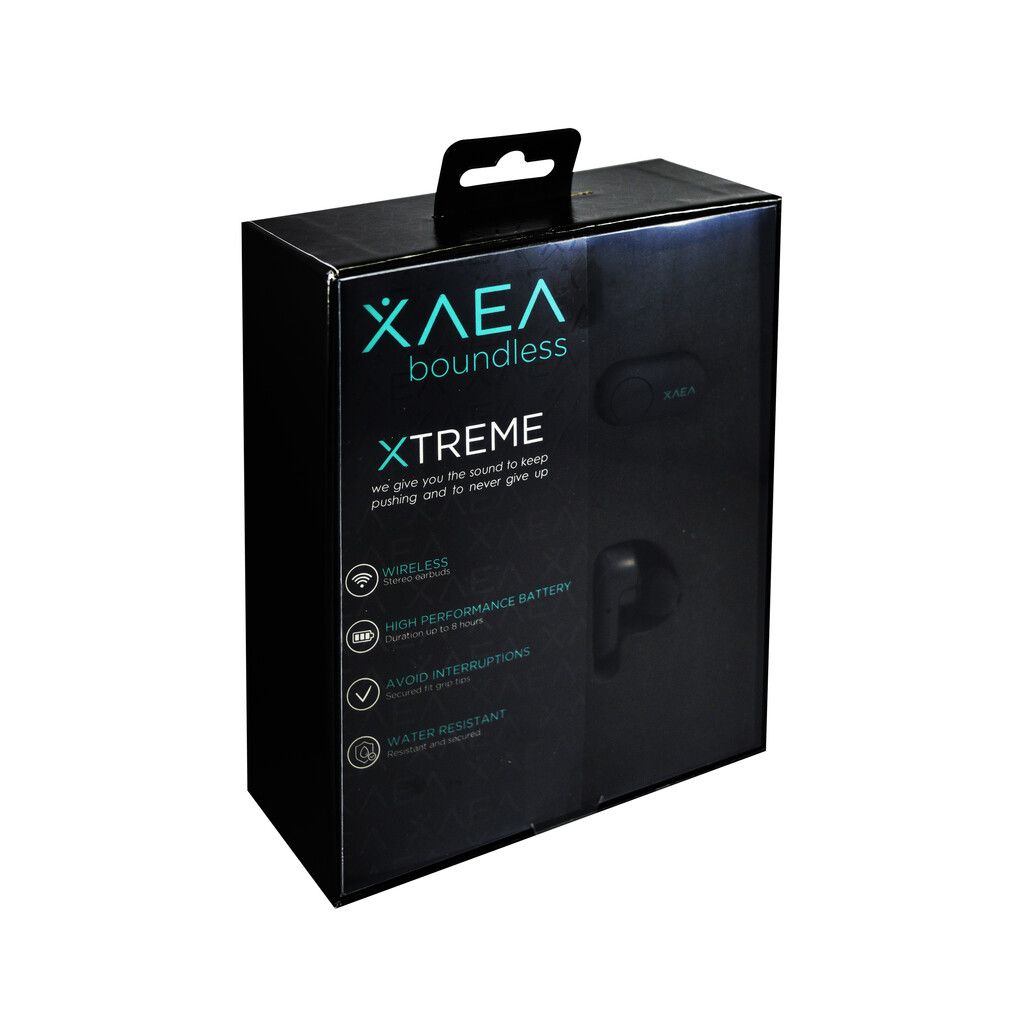 XAEA
boundless
XAEA
XTREME
we give you the sound to keep
pushing and to never give up
WIRELESS
Stereo earbuds
HIGH PERFORMANCE BATTERY
Duration up to 8 hours
AVOID INTERRUPTIONS
Secured fit grip tips
WATER RESISTANT
Resistant and secured